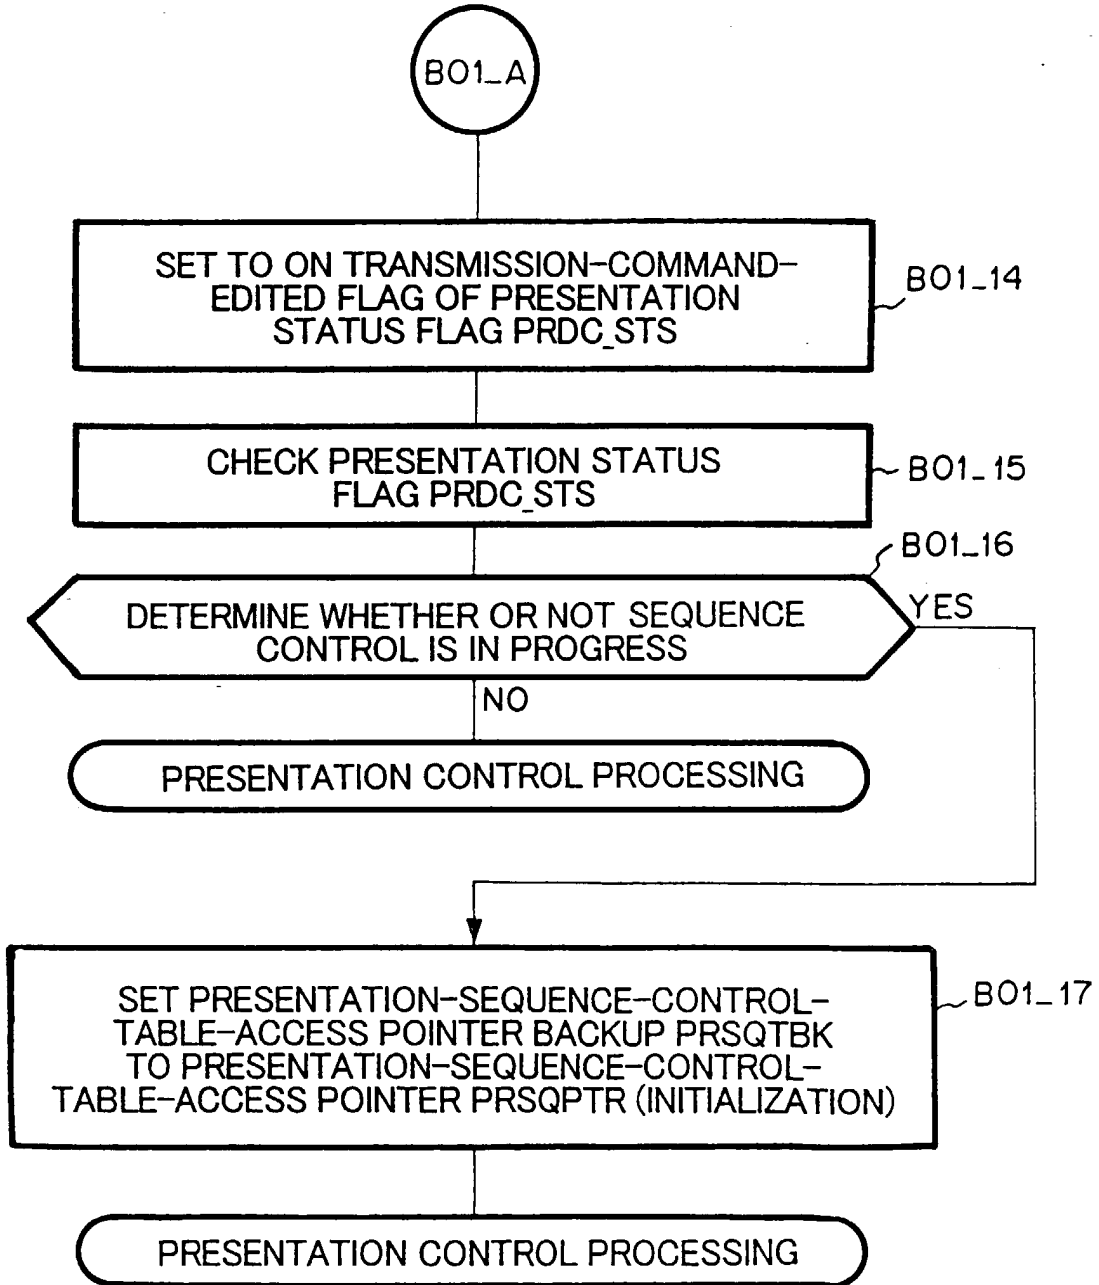 B01_A
SET TO ON TRANSMISSION-COMMAND-
EDITED FLAG OF PRESENTATION
STATUS FLAG PRDC_STS
B01_14
CHECK PRESENTATION STATUS
FLAG PRDC_STS
B01_15
B01_16
DETERMINE WHETHER OR NOT SEQUENCE
CONTROL IS IN PROGRESS
YES
NO
PRESENTATION CONTROL PROCESSING
SET PRESENTATION-SEQUENCE-CONTROL-
TABLE-ACCESS POINTER BACKUP PRSQTBK
TO PRESENTATION-SEQUENCE-CONTROL-
TABLE-ACCESS POINTER PRSQPTR (INITIALIZATION)
B01_17
PRESENTATION CONTROL PROCESSING